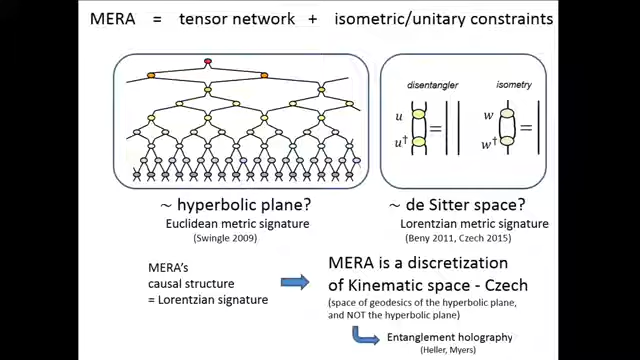 MERA = tensor network + isometric/unitary constraints
disentangler isometry
u w
= =
u† w†
~ hyperbolic plane? ~ de Sitter space?
Euclidean metric signature Lorentzian metric signature
(Swingle 2009) (Beny 2011, Czech 2015)
MERA's
causal structure
= Lorentzian signature
MERA is a discretization
of Kinematic space - Czech
(space of geodesics of the hyperbolic plane,
and NOT the hyperbolic plane)
Entanglement holography
(Heller, Myers)